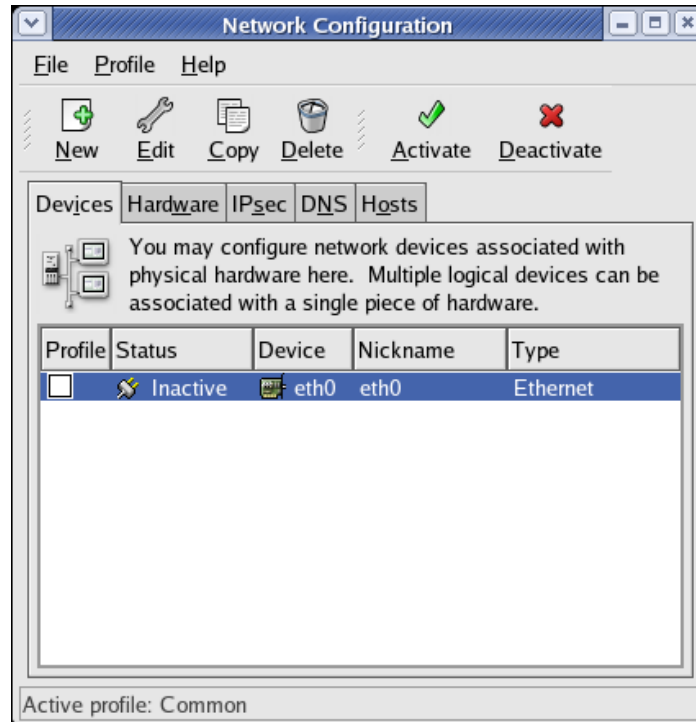 Network Configuration
File Profile Help
New Edit Copy Delete Activate Deactivate
Devices Hardware IPsec DNS Hosts
You may configure network devices associated with
physical hardware here.  Multiple logical devices can be
associated with a single piece of hardware.
Profile Status Device Nickname Type
Inactive eth0 eth0 Ethernet
Active profile: Common